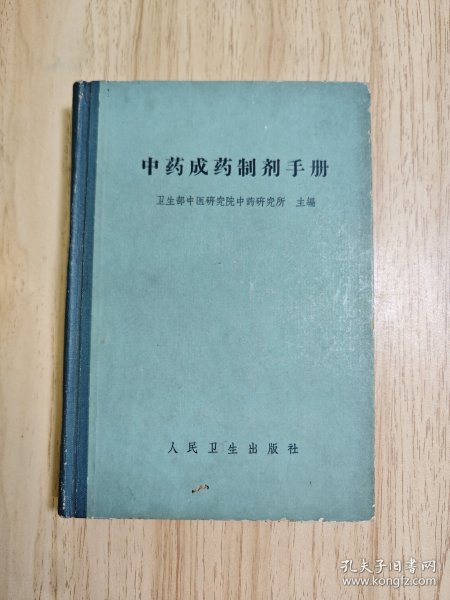 中药成药制剂手册
卫生部中医研究院中药研究所 主编
人民卫生出版社
孔夫子旧书网
www.kongfz.com